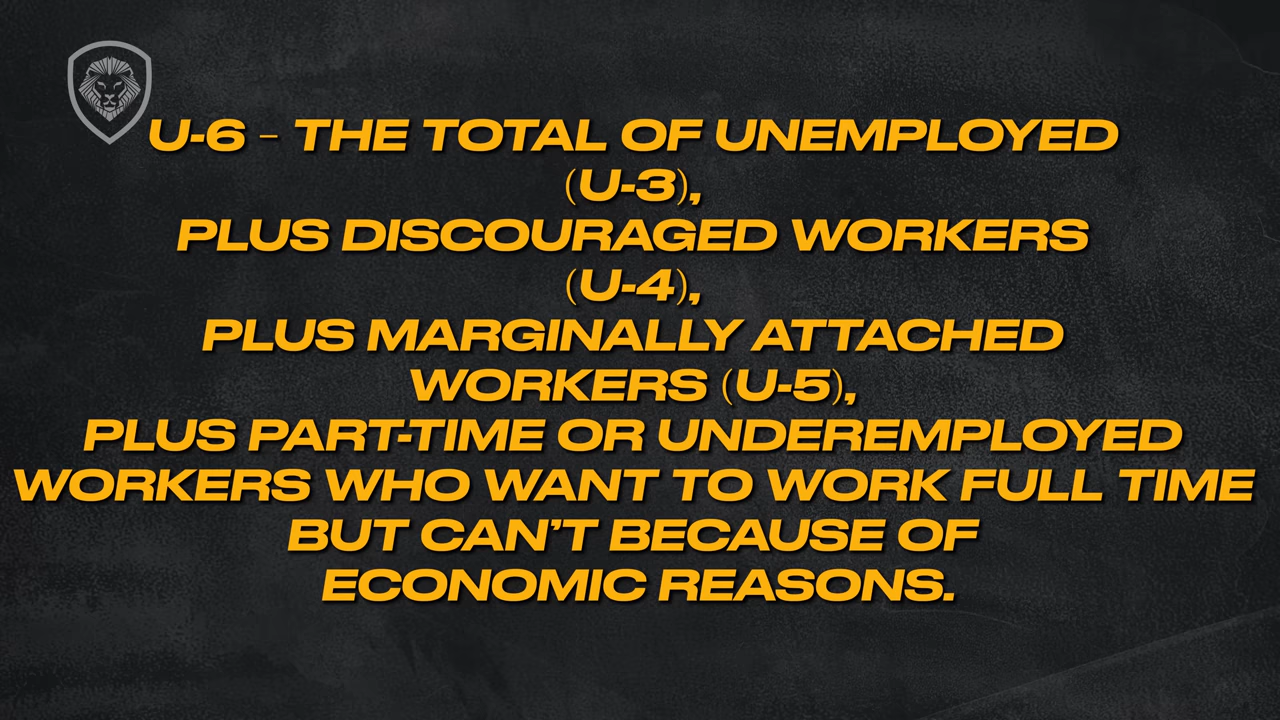 U-6 – THE TOTAL OF UNEMPLOYED
(U-3),
PLUS DISCOURAGED WORKERS
(U-4),
PLUS MARGINALLY ATTACHED
WORKERS (U-5),
PLUS PART-TIME OR UNDEREMPLOYED
WORKERS WHO WANT TO WORK FULL TIME
BUT CAN’T BECAUSE OF
ECONOMIC REASONS.